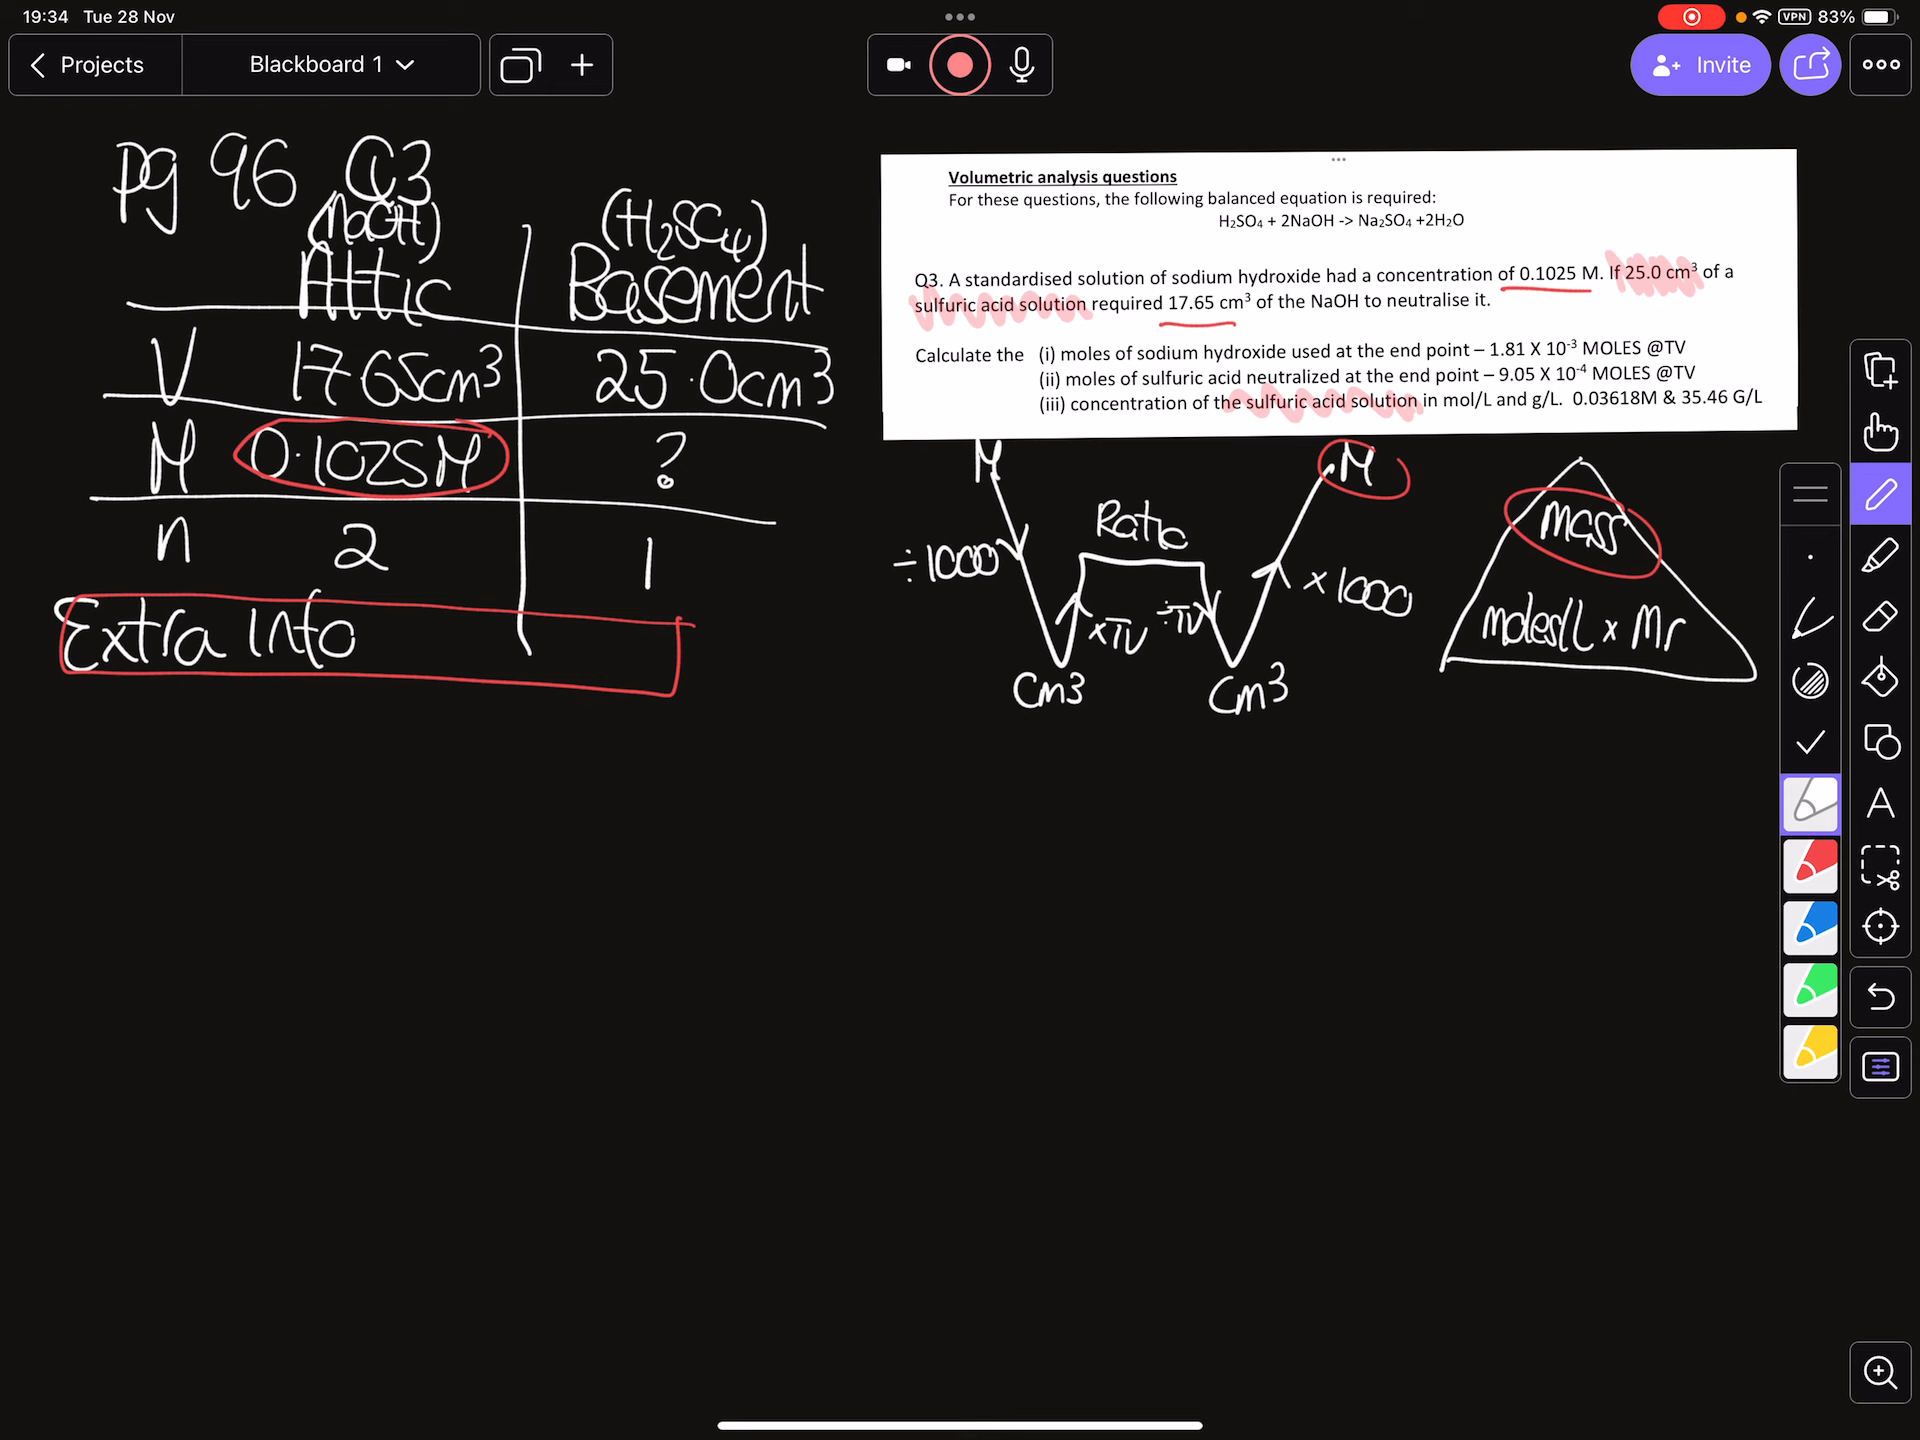 19:34 Tue 28 Nov
VPN 83%
Projects
Blackboard 1
Invite
pg 96 Q3
(NaOH) (H2SO4)
Attic Basement
V 17.65cm3 25.0cm3
M 0.1025M ?
n 2 1
Extra Info
Volumetric analysis questions
For these questions, the following balanced equation is required:
H₂SO₄ + 2NaOH -> Na₂SO₄ +2H₂O
Q3. A standardised solution of sodium hydroxide had a concentration of 0.1025 M. If 25.0 cm³ of a
sulfuric acid solution required 17.65 cm³ of the NaOH to neutralise it.
Calculate the (i) moles of sodium hydroxide used at the end point – 1.81 X 10⁻³ MOLES @TV
(ii) moles of sulfuric acid neutralized at the end point – 9.05 X 10⁻⁴ MOLES @TV
(iii) concentration of the sulfuric acid solution in mol/L and g/L. 0.03618M & 35.46 G/L
M M
Ratio
÷1000 x1000
xTV ÷TV
Cm3 Cm3
mass
moles/L x Mr
A